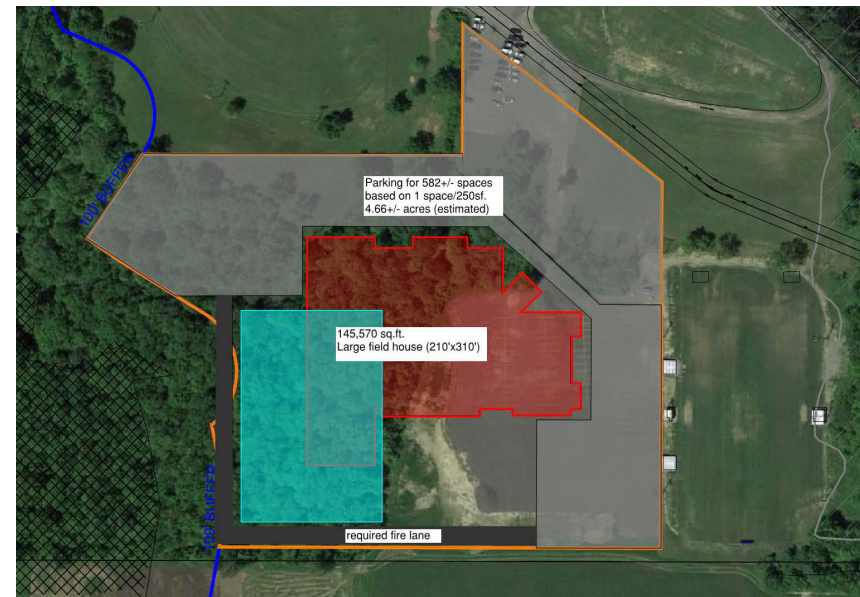 100' BUFFER
Parking for 582+/- spaces
based on 1 space/250sf.
4.66+/- acres (estimated)
145,570 sq.ft.
Large field house (210'x310')
100' BUFFER
required fire lane